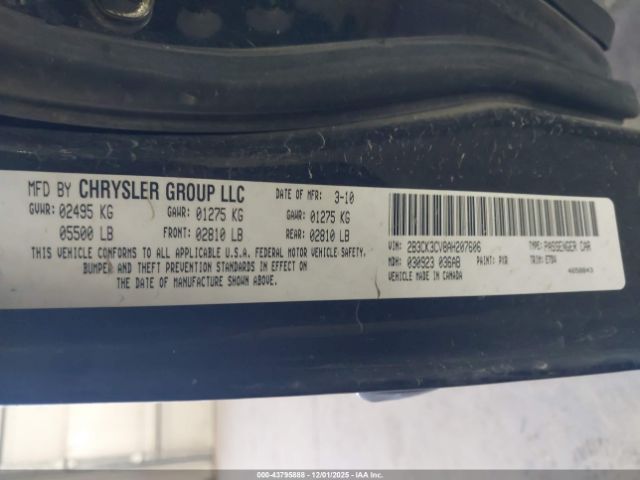 MFD BY CHRYSLER GROUP LLC DATE OF MFR: 3-10
GVWR: 02495 KG GAWR: 01275 KG GAWR: 01275 KG
05500 LB FRONT: 02810 LB REAR: 02810 LB
THIS VEHICLE CONFORMS TO ALL APPLICABLE U.S.A. FEDERAL MOTOR VEHICLE SAFETY,
BUMPER AND THEFT PREVENTION STANDARDS IN EFFECT ON
THE DATE OF MANUFACTURE SHOWN ABOVE.
VIN: 2B3CK3CV8AH207606 TYPE: PASSENGER CAR
MDH: 030923 036AB PAINT: PXR TRIM: E7DV
VEHICLE MADE IN CANADA 4658043
000-43795888 • 12/01/2025 - IAA Inc.